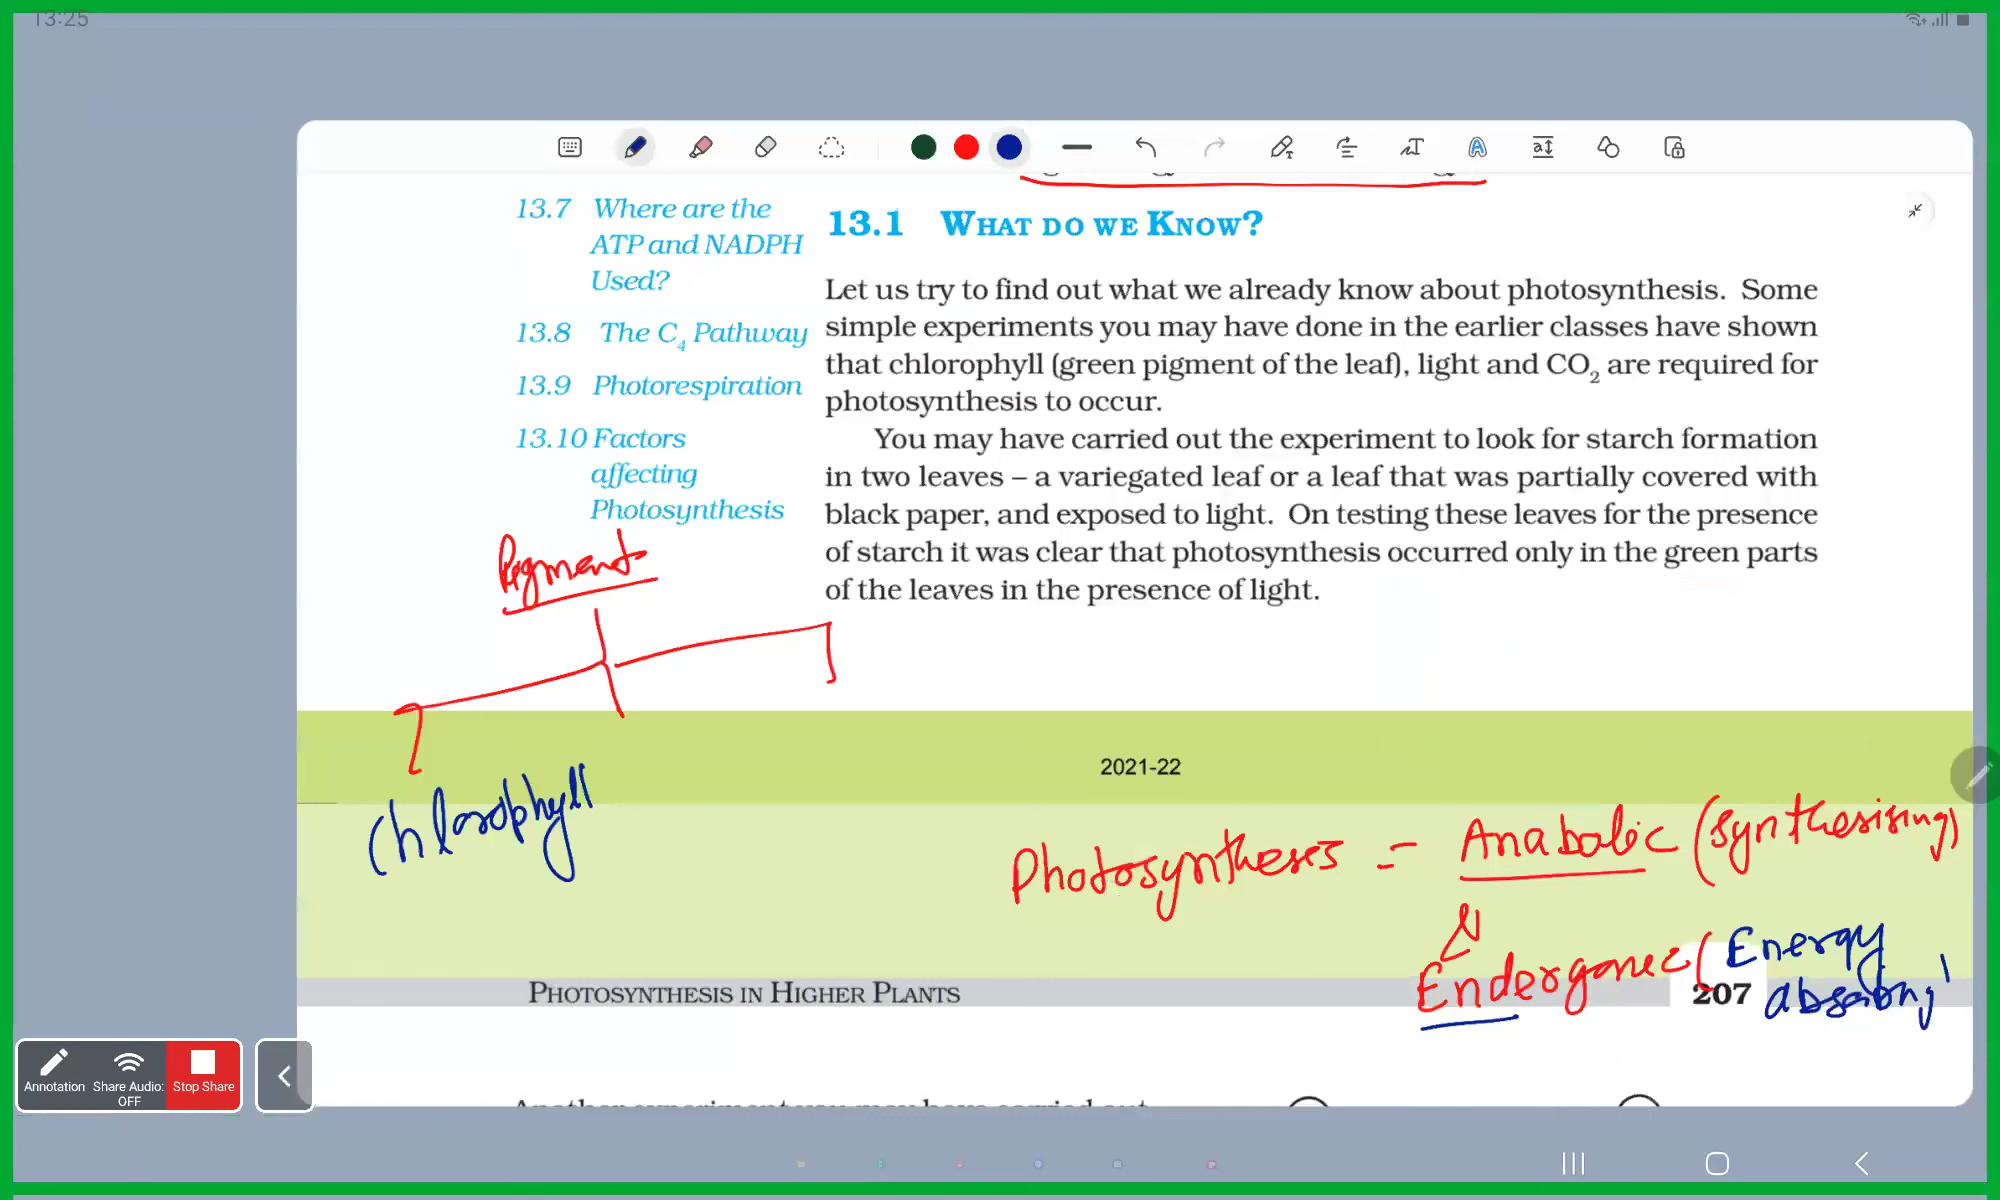 13:25
13.7 Where are the
ATP and NADPH
Used?
13.8 The C4 Pathway
13.9 Photorespiration
13.10 Factors
affecting
Photosynthesis
13.1 WHAT DO WE KNOW?
Let us try to find out what we already know about photosynthesis. Some
simple experiments you may have done in the earlier classes have shown
that chlorophyll (green pigment of the leaf), light and CO2 are required for
photosynthesis to occur.
You may have carried out the experiment to look for starch formation
in two leaves – a variegated leaf or a leaf that was partially covered with
black paper, and exposed to light. On testing these leaves for the presence
of starch it was clear that photosynthesis occurred only in the green parts
of the leaves in the presence of light.
Pigment
Chlorophyll
2021-22
Photosynthesis = Anabolic (synthesising)
Endergonic (Energy
absorbing)
PHOTOSYNTHESIS IN HIGHER PLANTS
207
Annotation
Share Audio:
OFF
Stop Share
Another experiment you may have carried out